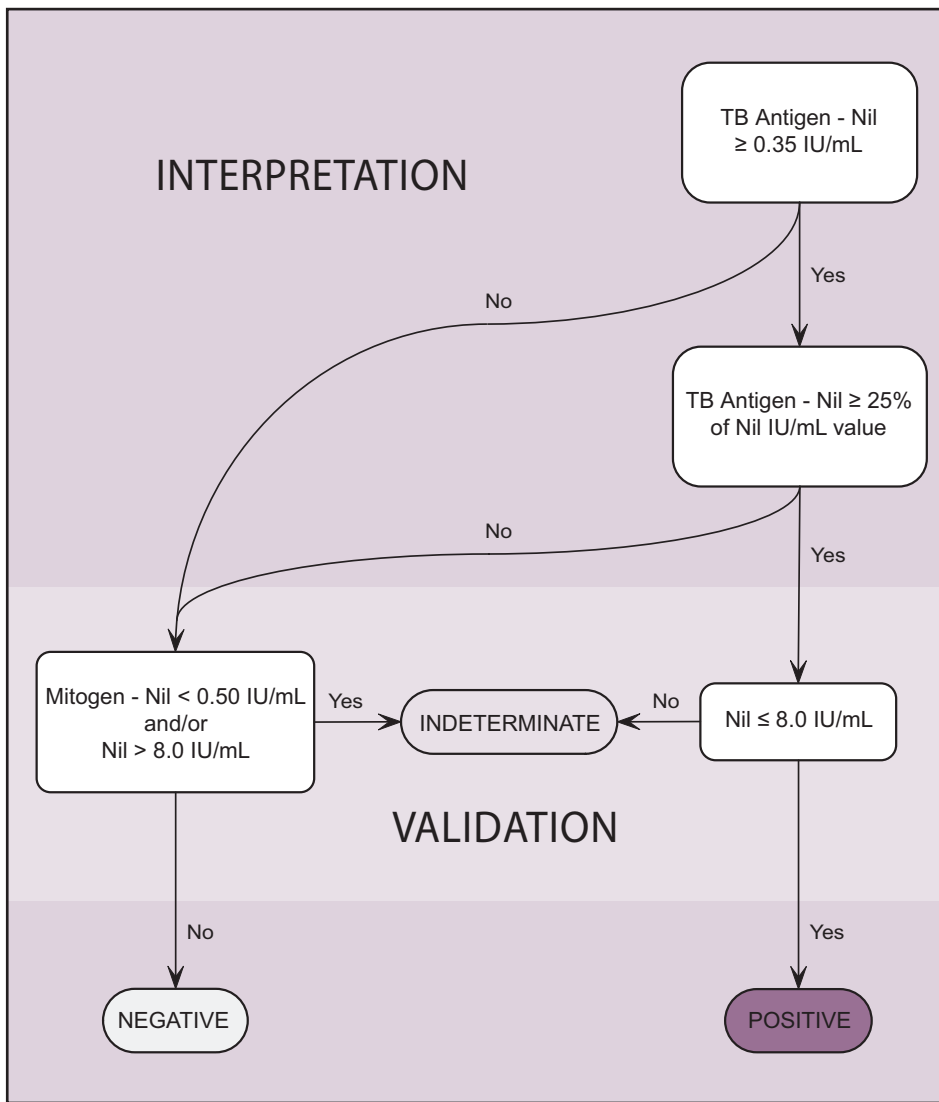 INTERPRETATION
TB Antigen - Nil
≥ 0.35 IU/mL
No
Yes
TB Antigen - Nil ≥ 25%
of Nil IU/mL value
No
Yes
Mitogen - Nil < 0.50 IU/mL
and/or
Nil > 8.0 IU/mL
Yes
INDETERMINATE
No
Nil ≤ 8.0 IU/mL
VALIDATION
No
Yes
NEGATIVE
POSITIVE